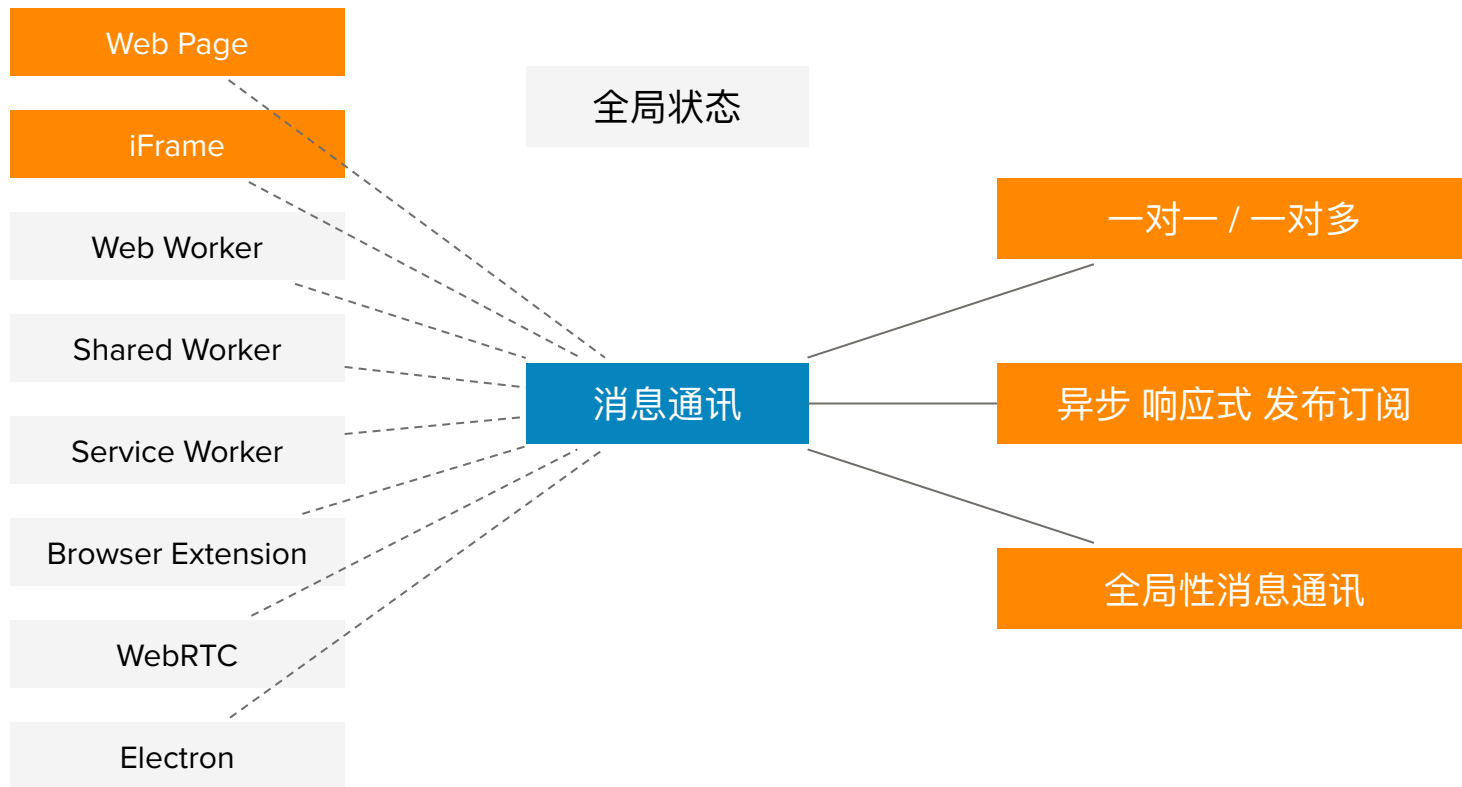 Web Page
iFrame
Web Worker
Shared Worker
Service Worker
Browser Extension
WebRTC
Electron
全局状态
消息通讯
一对一 / 一对多
异步 响应式 发布订阅
全局性消息通讯